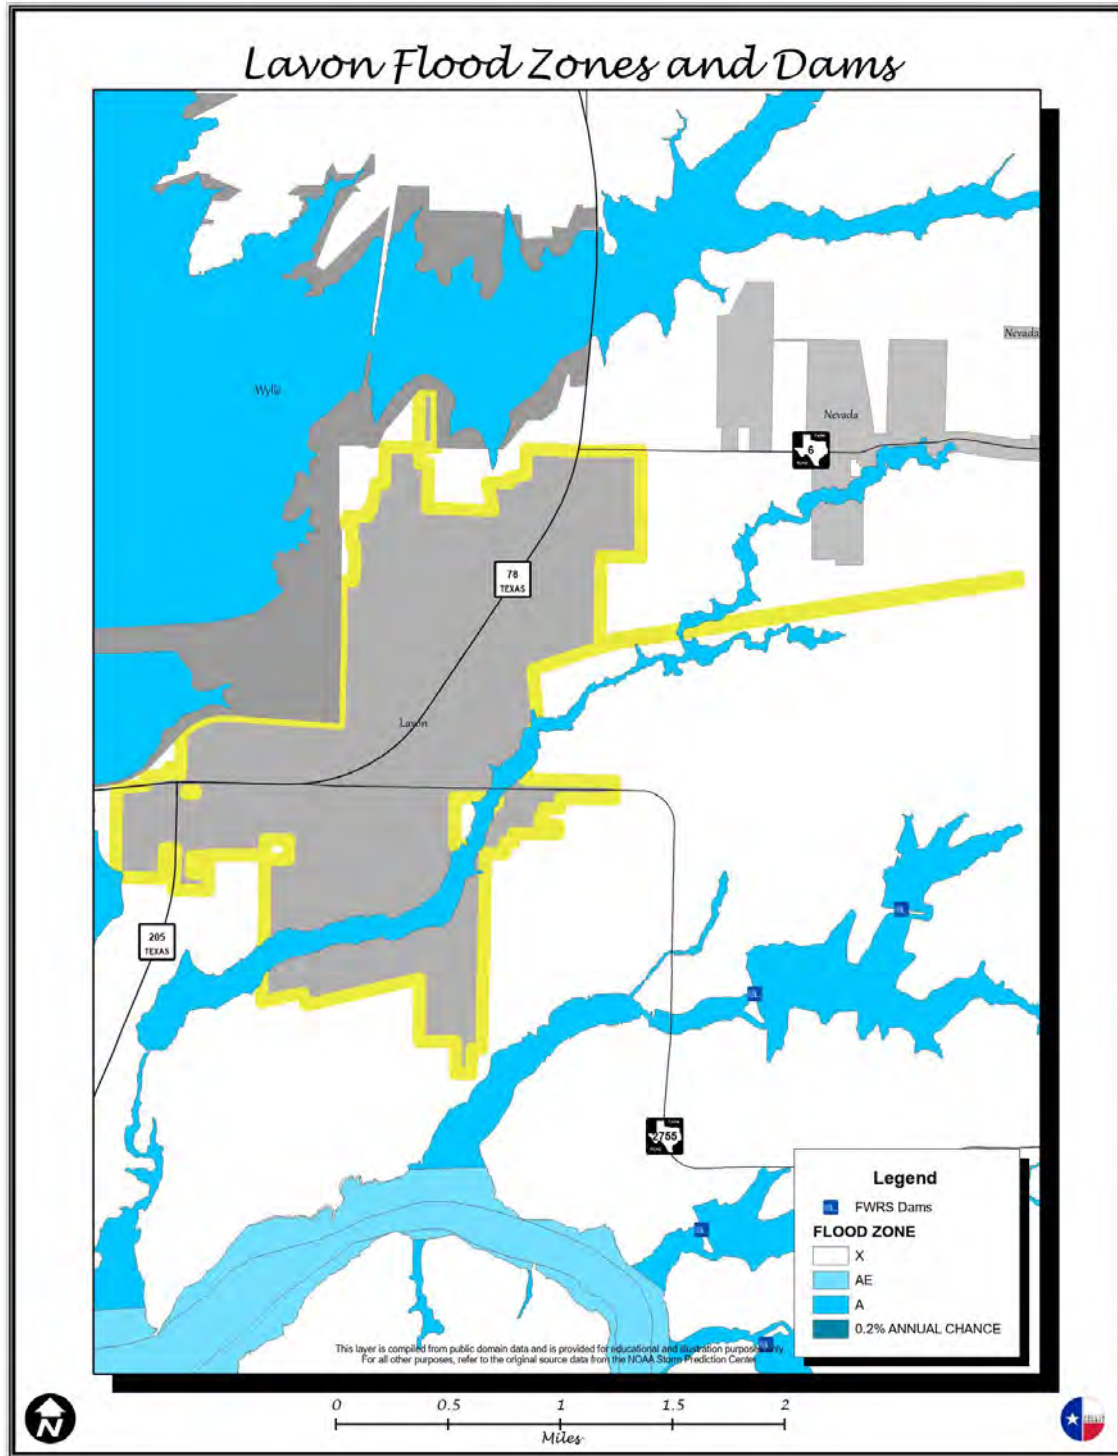 Lavon Flood Zones and Dams
Wylie
Nevada
Nevada
6
78
TEXAS
Lavon
205
TEXAS
2755
Legend
FWRS Dams
FLOOD ZONE
X
AE
A
0.2% ANNUAL CHANCE
This layer is compiled from public domain data and is provided for educational and illustration purposes only
For all other purposes, refer to the original source data from the NOAA Storm Prediction Center
N
0 0.5 1 1.5 2
Miles